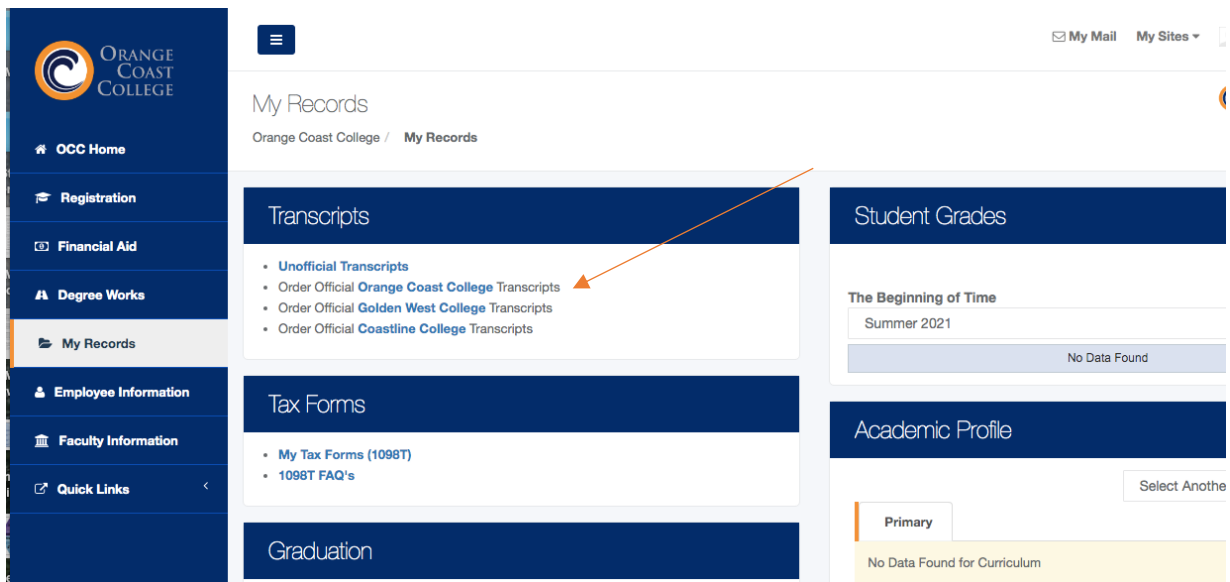 ORANGE
COAST
COLLEGE
OCC Home
Registration
Financial Aid
Degree Works
My Records
Employee Information
Faculty Information
Quick Links
My Mail My Sites
My Records
Orange Coast College / My Records
Transcripts
Unofficial Transcripts
Order Official Orange Coast College Transcripts
Order Official Golden West College Transcripts
Order Official Coastline College Transcripts
Tax Forms
My Tax Forms (1098T)
1098T FAQ's
Graduation
Student Grades
The Beginning of Time
Summer 2021
No Data Found
Academic Profile
Select Anothe
Primary
No Data Found for Curriculum